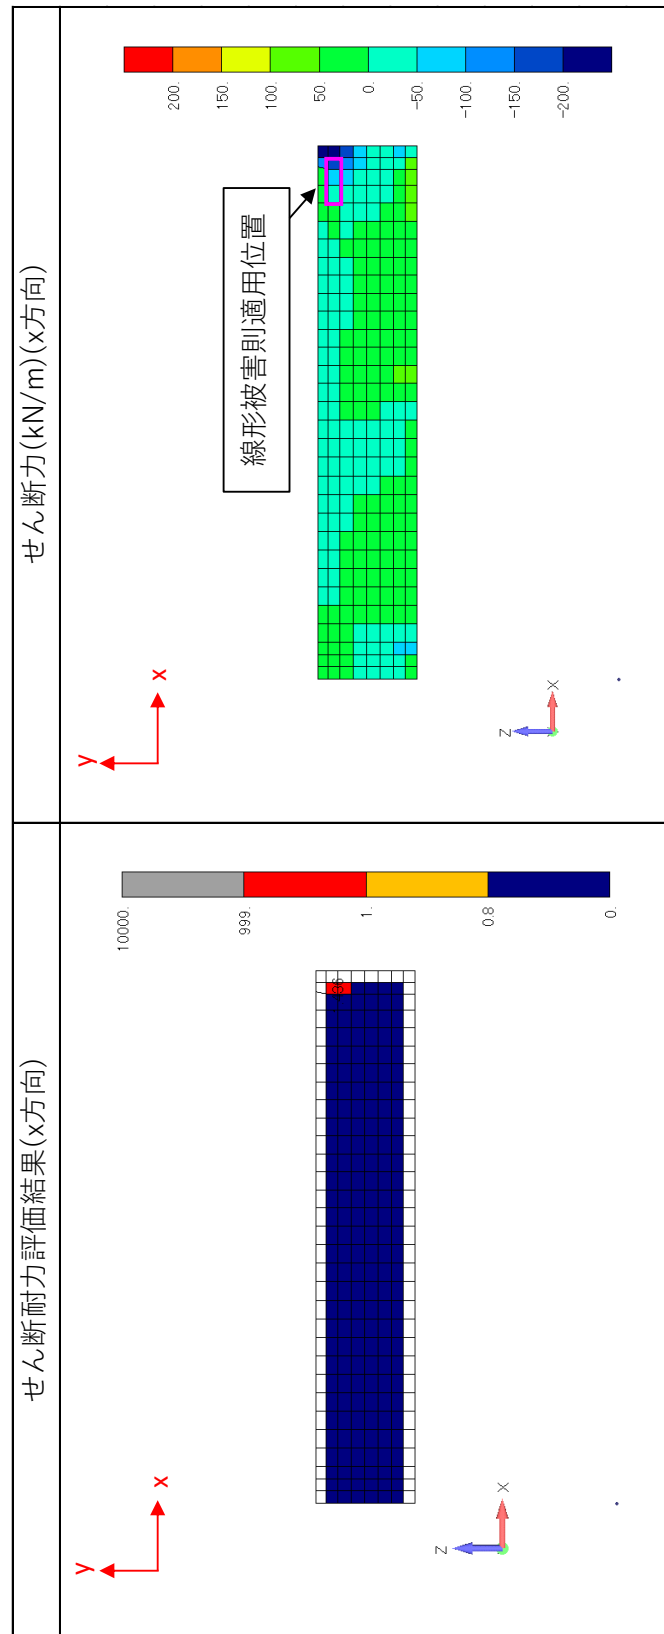 せん断耐力評価結果(x方向)
10000.
999.
1.
0.8
0.
y
x
Z
X
せん断力(kN/m)(x方向)
200.
150.
100.
50.
0.
-50.
-100.
-150.
-200.
線形被害則適用位置
y
x
Z
X